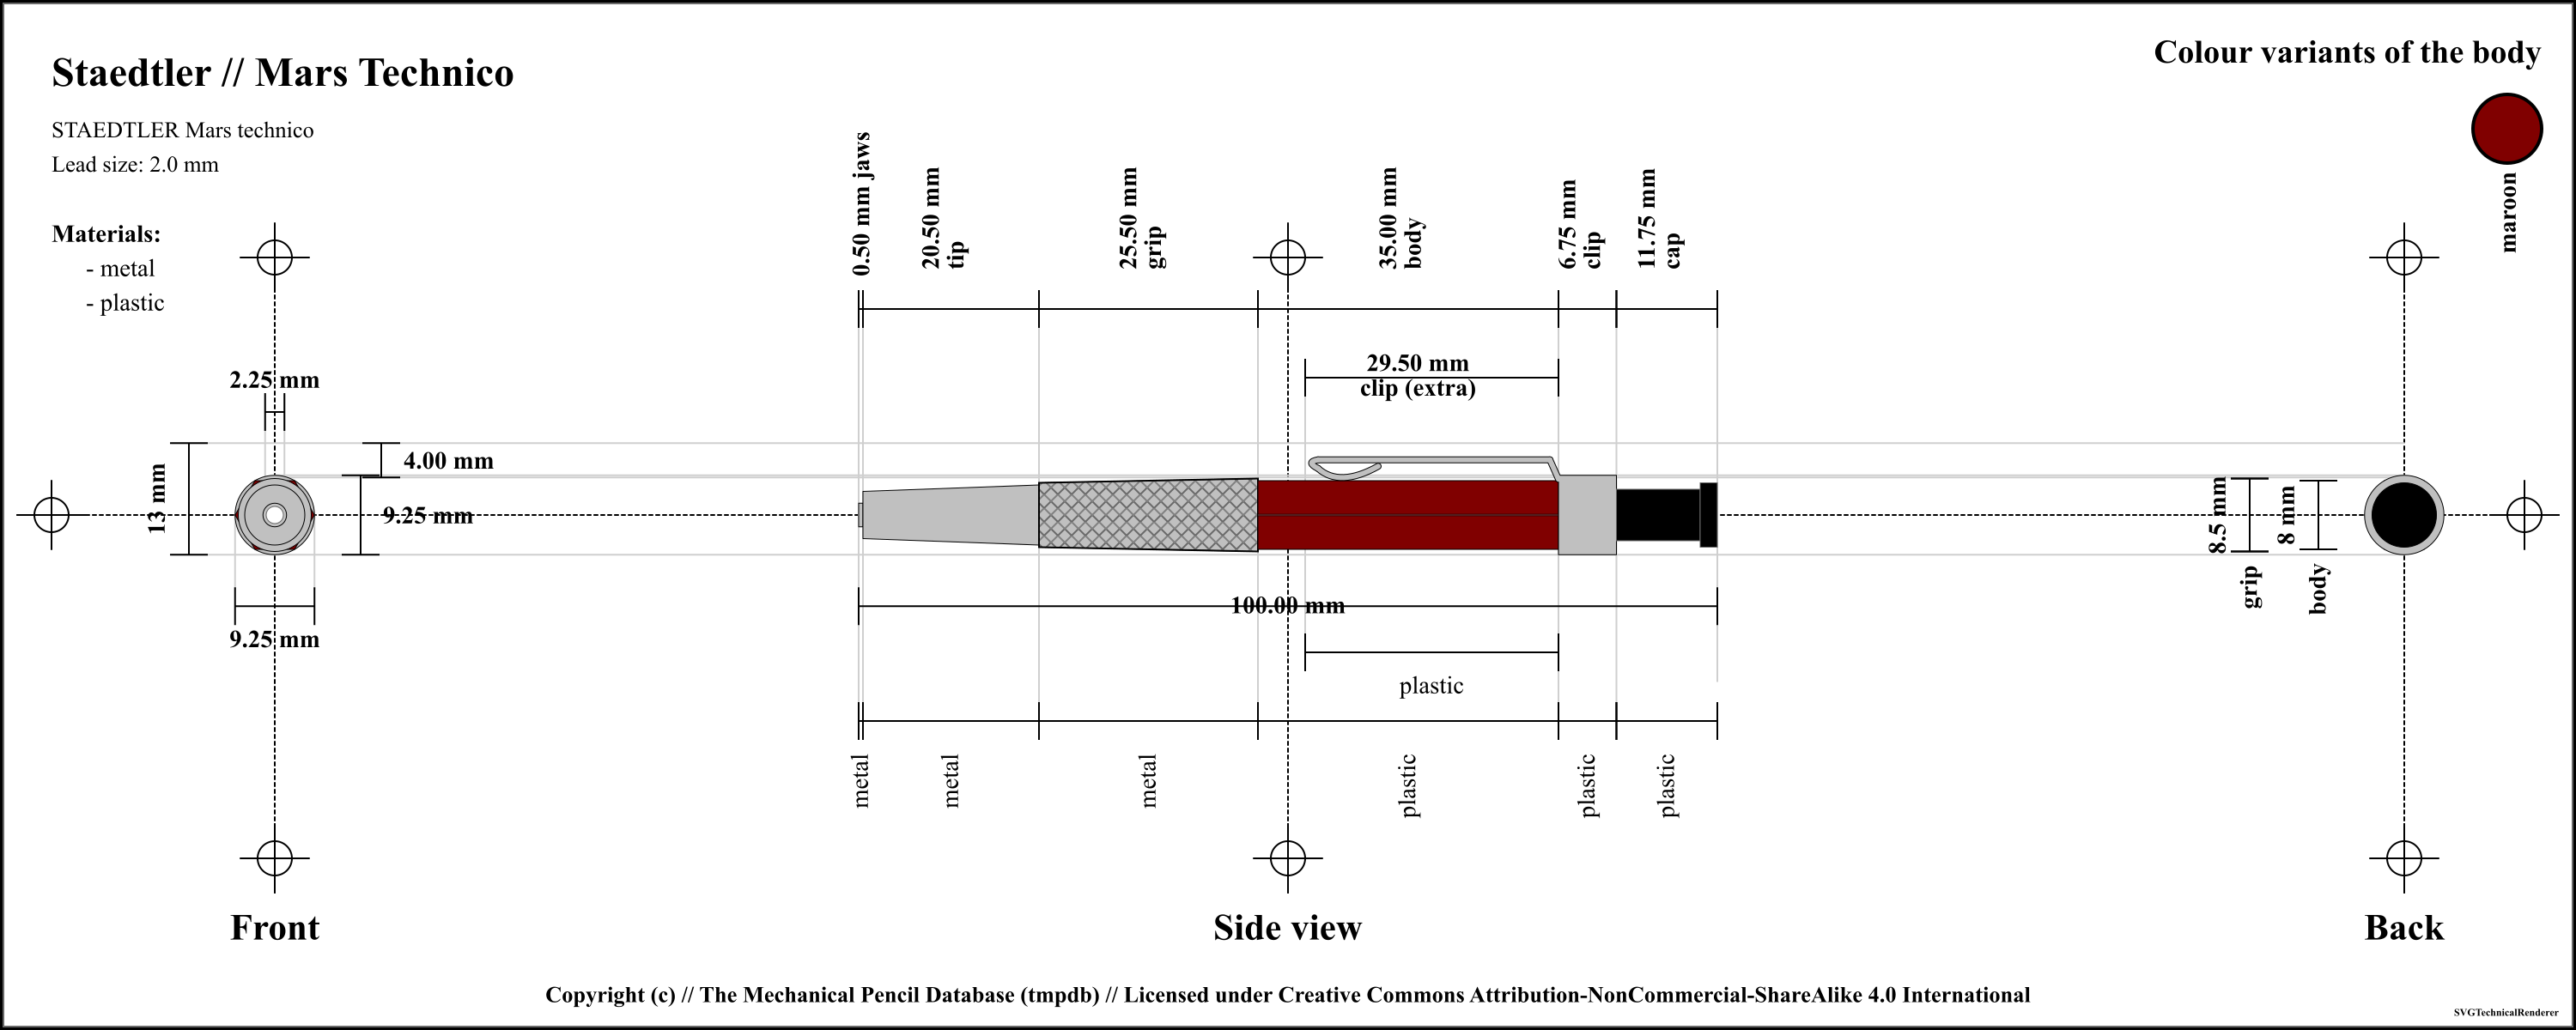 Staedtler // Mars Technico
STAEDTLER Mars technico
Lead size: 2.0 mm
Materials:
- metal
- plastic
Colour variants of the body
maroon
0.50 mm jaws
20.50 mm
tip
25.50 mm
grip
35.00 mm
body
6.75 mm
clip
11.75 mm
cap
29.50 mm
clip (extra)
2.25 mm
13 mm
4.00 mm
9.25 mm
9.25 mm
8.5 mm
grip
8 mm
body
100.00 mm
plastic
metal
metal
metal
plastic
plastic
plastic
Front
Side view
Back
Copyright (c) // The Mechanical Pencil Database (tmpdb) // Licensed under Creative Commons Attribution-NonCommercial-ShareAlike 4.0 International
SVGTechnicalRenderer